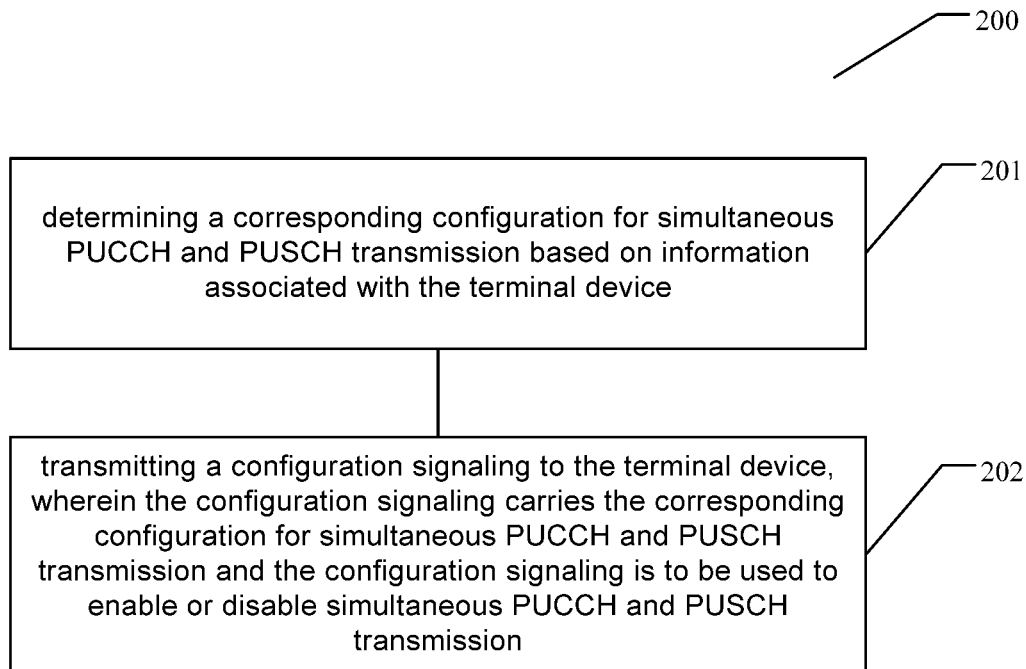 200
201
determining a corresponding configuration for simultaneous
PUCCH and PUSCH transmission based on information
associated with the terminal device
202
transmitting a configuration signaling to the terminal device,
wherein the configuration signaling carries the corresponding
configuration for simultaneous PUCCH and PUSCH
transmission and the configuration signaling is to be used to
enable or disable simultaneous PUCCH and PUSCH
transmission